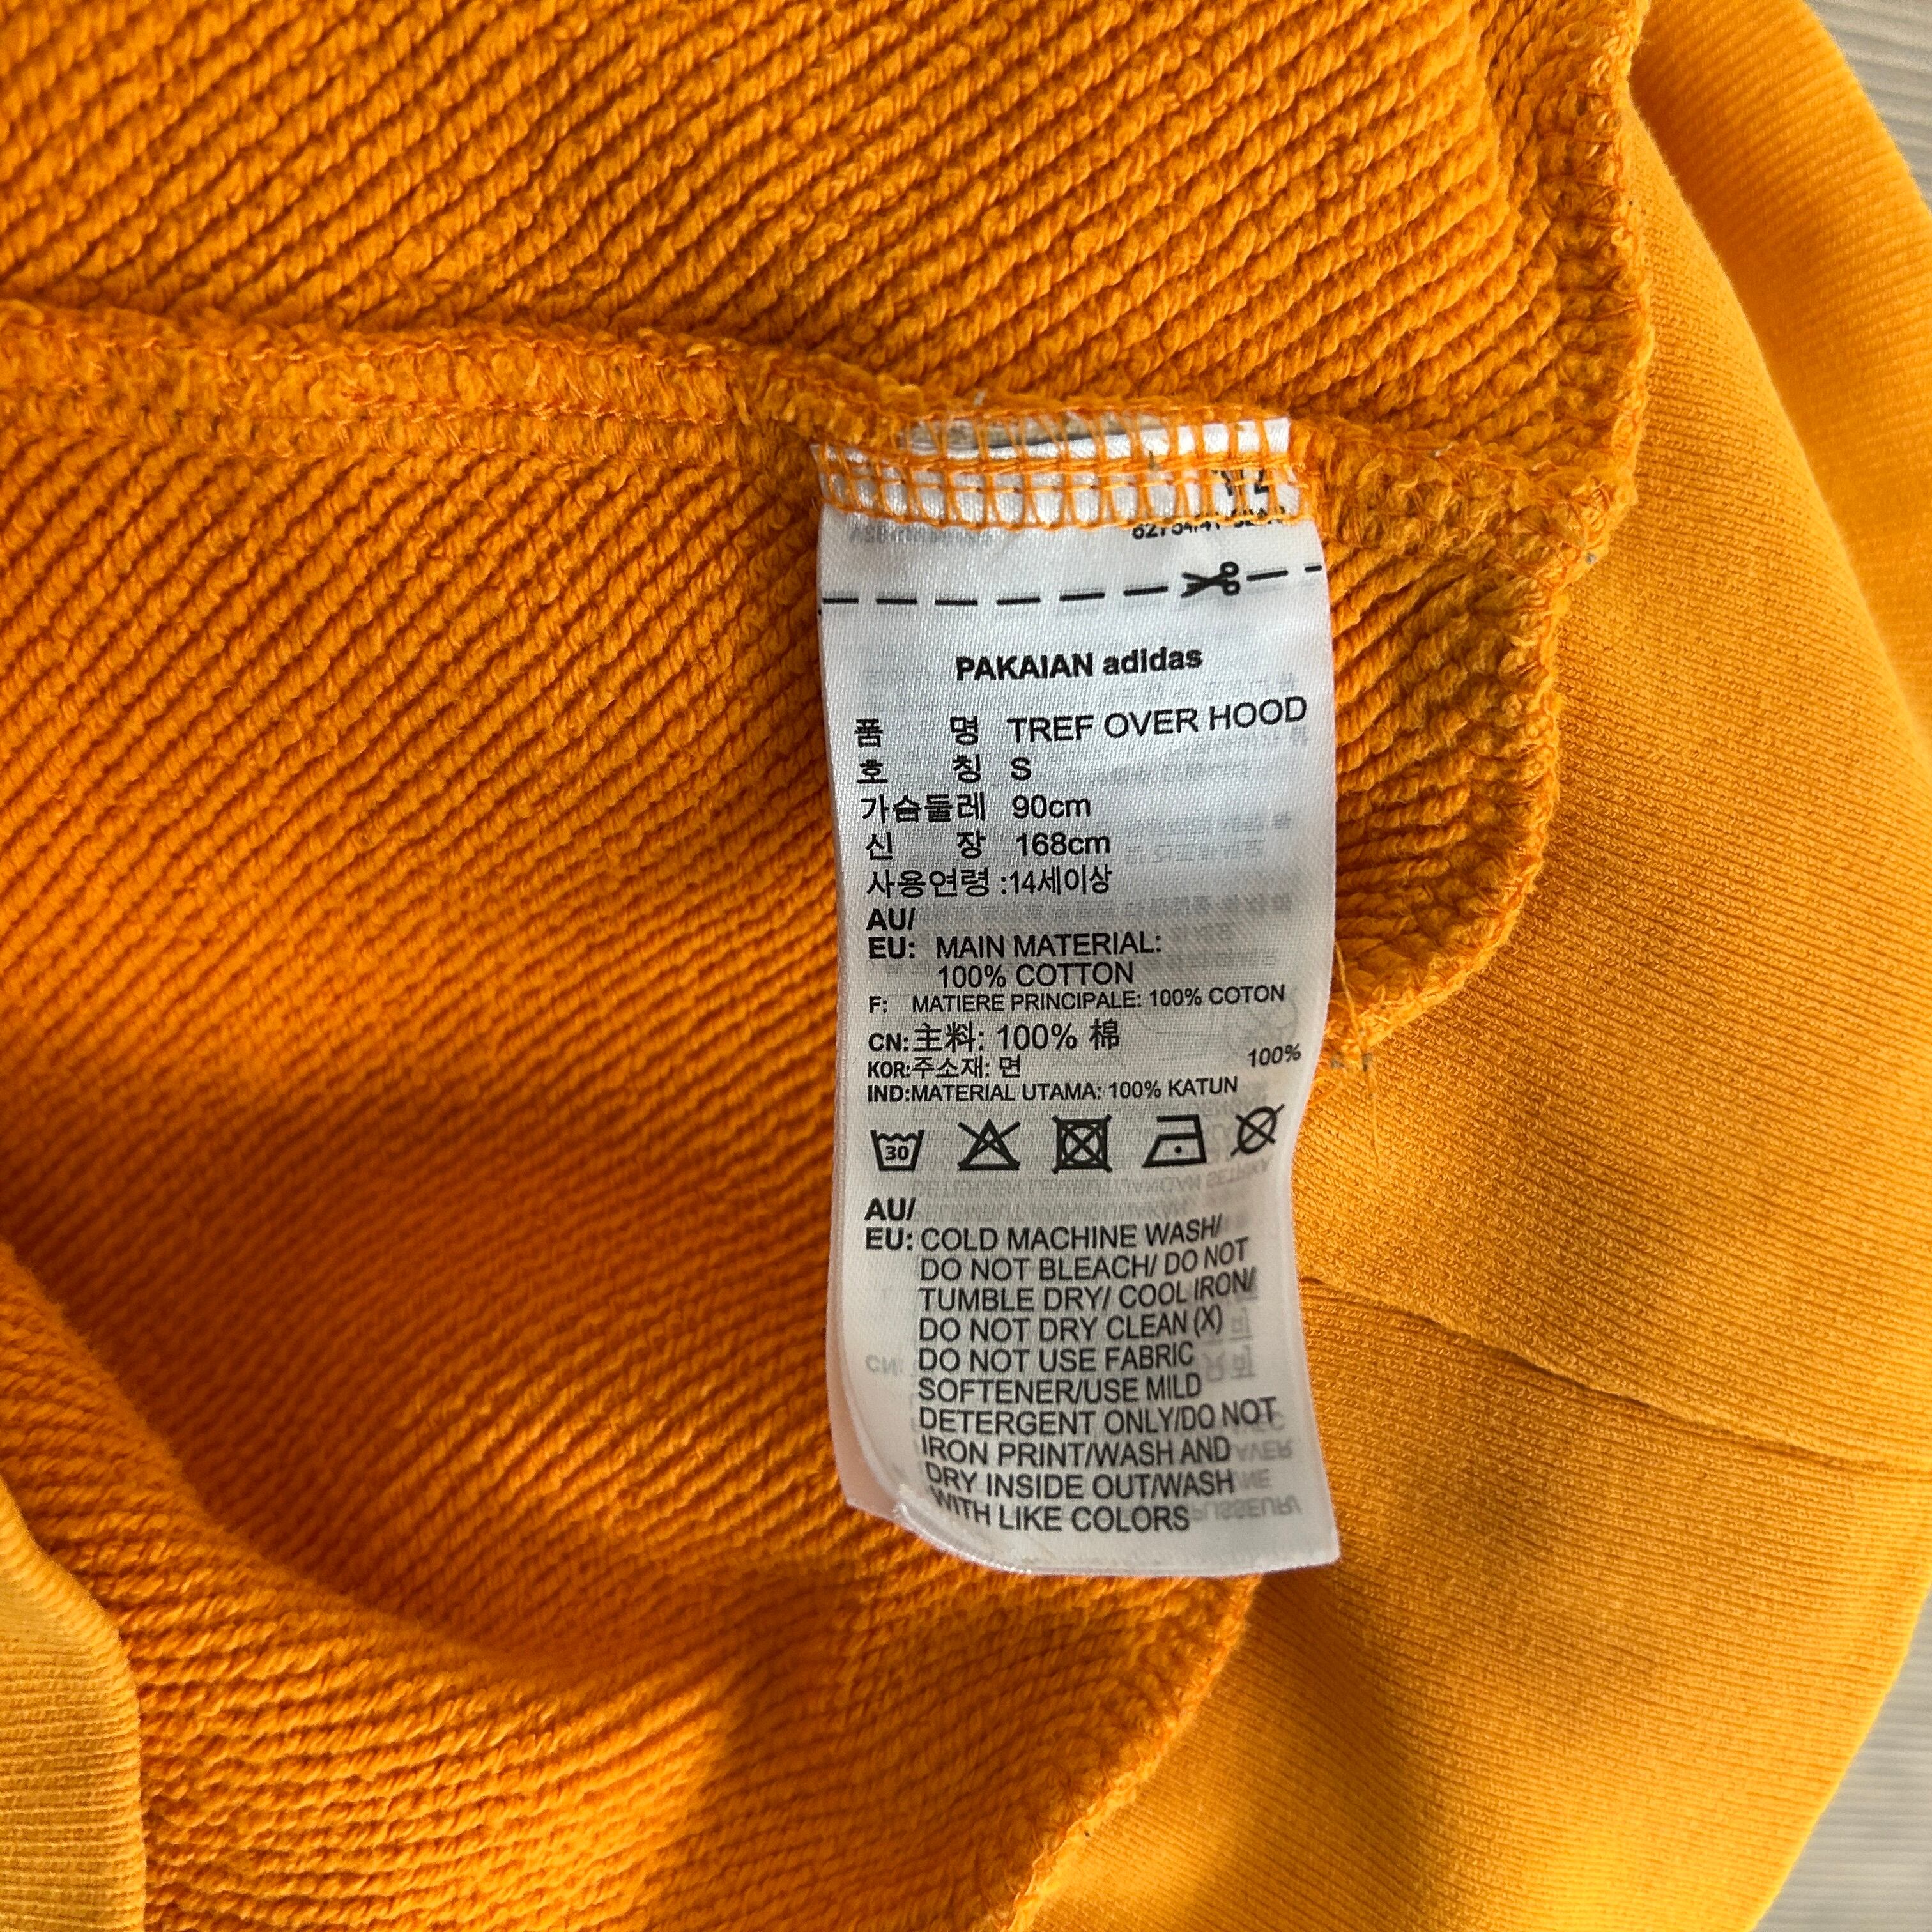 PAKAIAN adidas
품 명 TREF OVER HOOD
호 칭 S
가슴둘레 90cm
신 장 168cm
사용연령 :14세이상
AU/
EU: MAIN MATERIAL:
100% COTTON
F: MATIERE PRINCIPALE: 100% COTON
CN:主料: 100% 棉
KOR:주소재: 면 100%
IND:MATERIAL UTAMA: 100% KATUN
30
AU/
EU: COLD MACHINE WASH/
DO NOT BLEACH/ DO NOT
TUMBLE DRY/ COOL IRON/
DO NOT DRY CLEAN (X)
DO NOT USE FABRIC
SOFTENER/USE MILD
DETERGENT ONLY/DO NOT
IRON PRINT/WASH AND
DRY INSIDE OUT/WASH
WITH LIKE COLORS